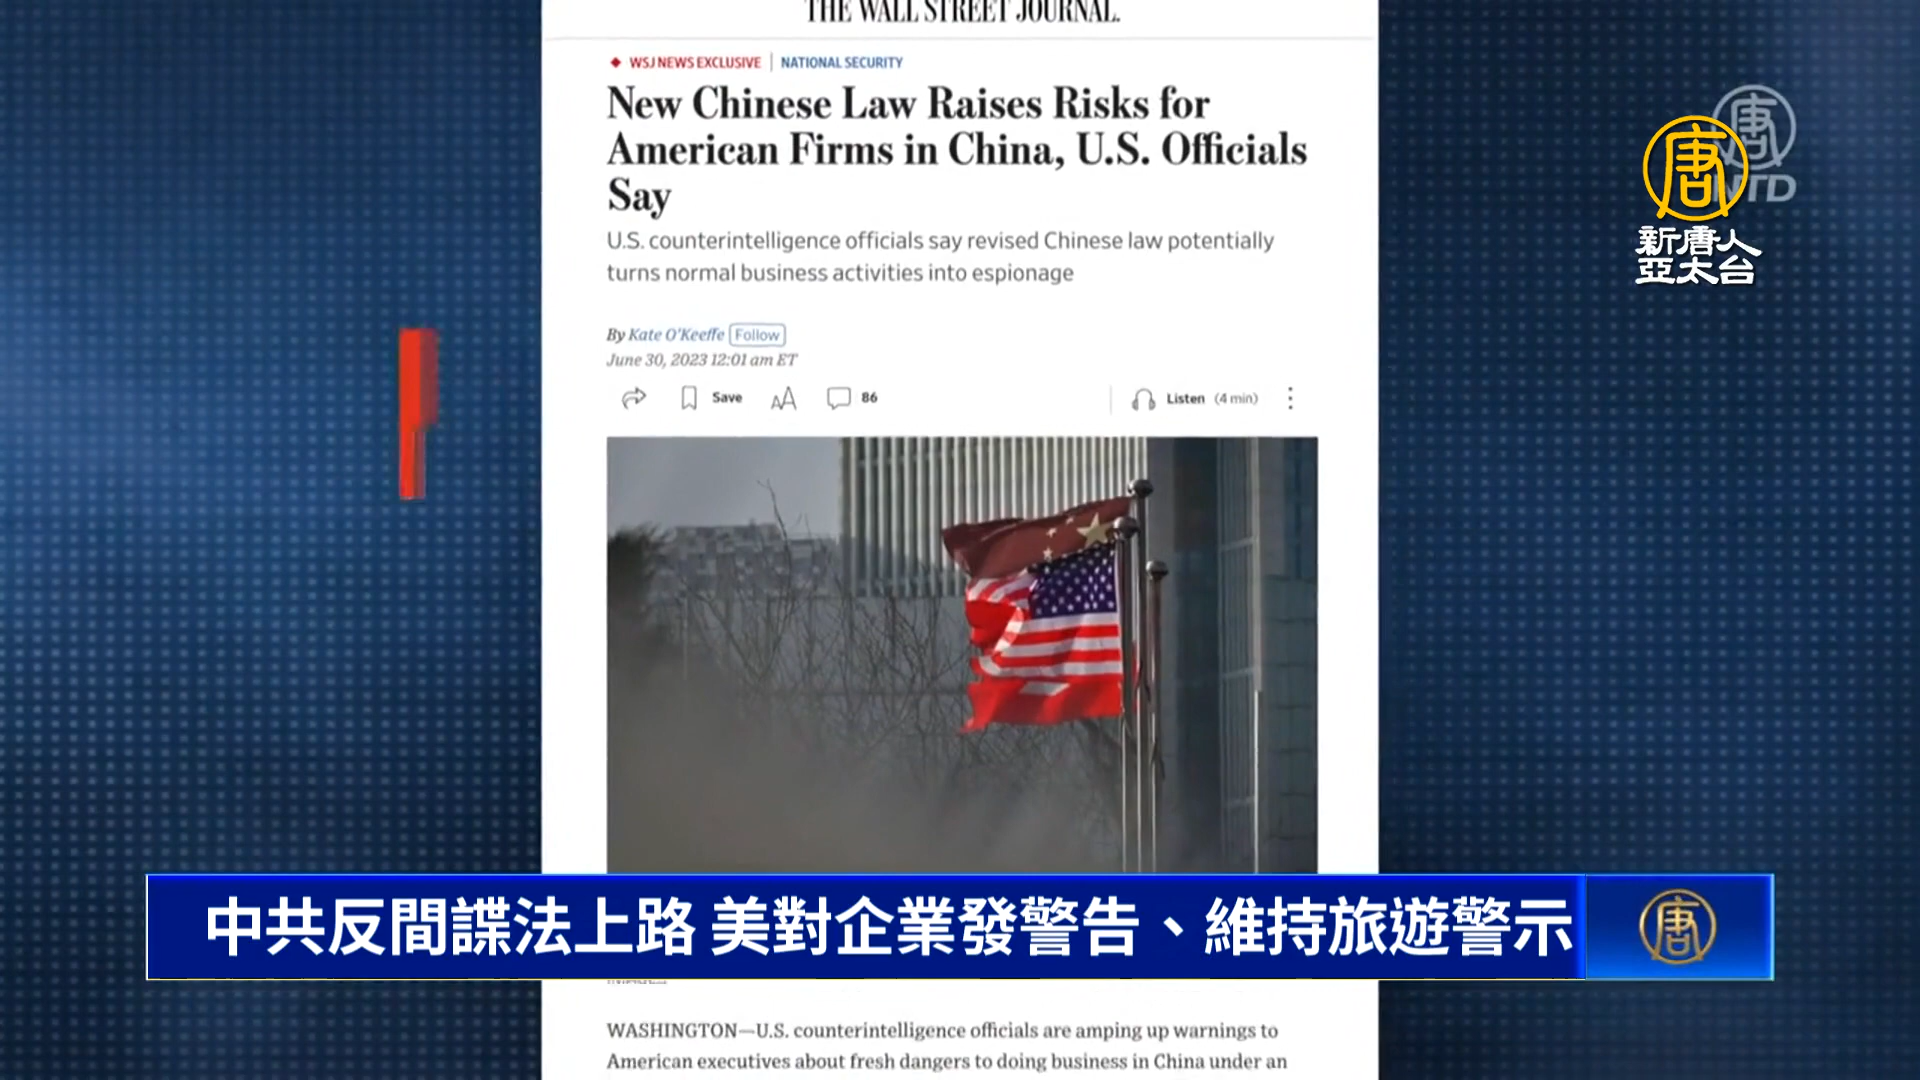 THE WALL STREET JOURNAL.
WSJ NEWS EXCLUSIVE | NATIONAL SECURITY
New Chinese Law Raises Risks for
American Firms in China, U.S. Officials
Say
U.S. counterintelligence officials say revised Chinese law potentially
turns normal business activities into espionage
By Kate O'Keeffe Follow
June 30, 2023 12:01 am ET
Save AA 86 Listen (4 min)
唐
NTD
唐
新唐人
亞太台
中共反間諜法上路 美對企業發警告、維持旅遊警示
唐
WASHINGTON—U.S. counterintelligence officials are amping up warnings to
American executives about fresh dangers to doing business in China under an